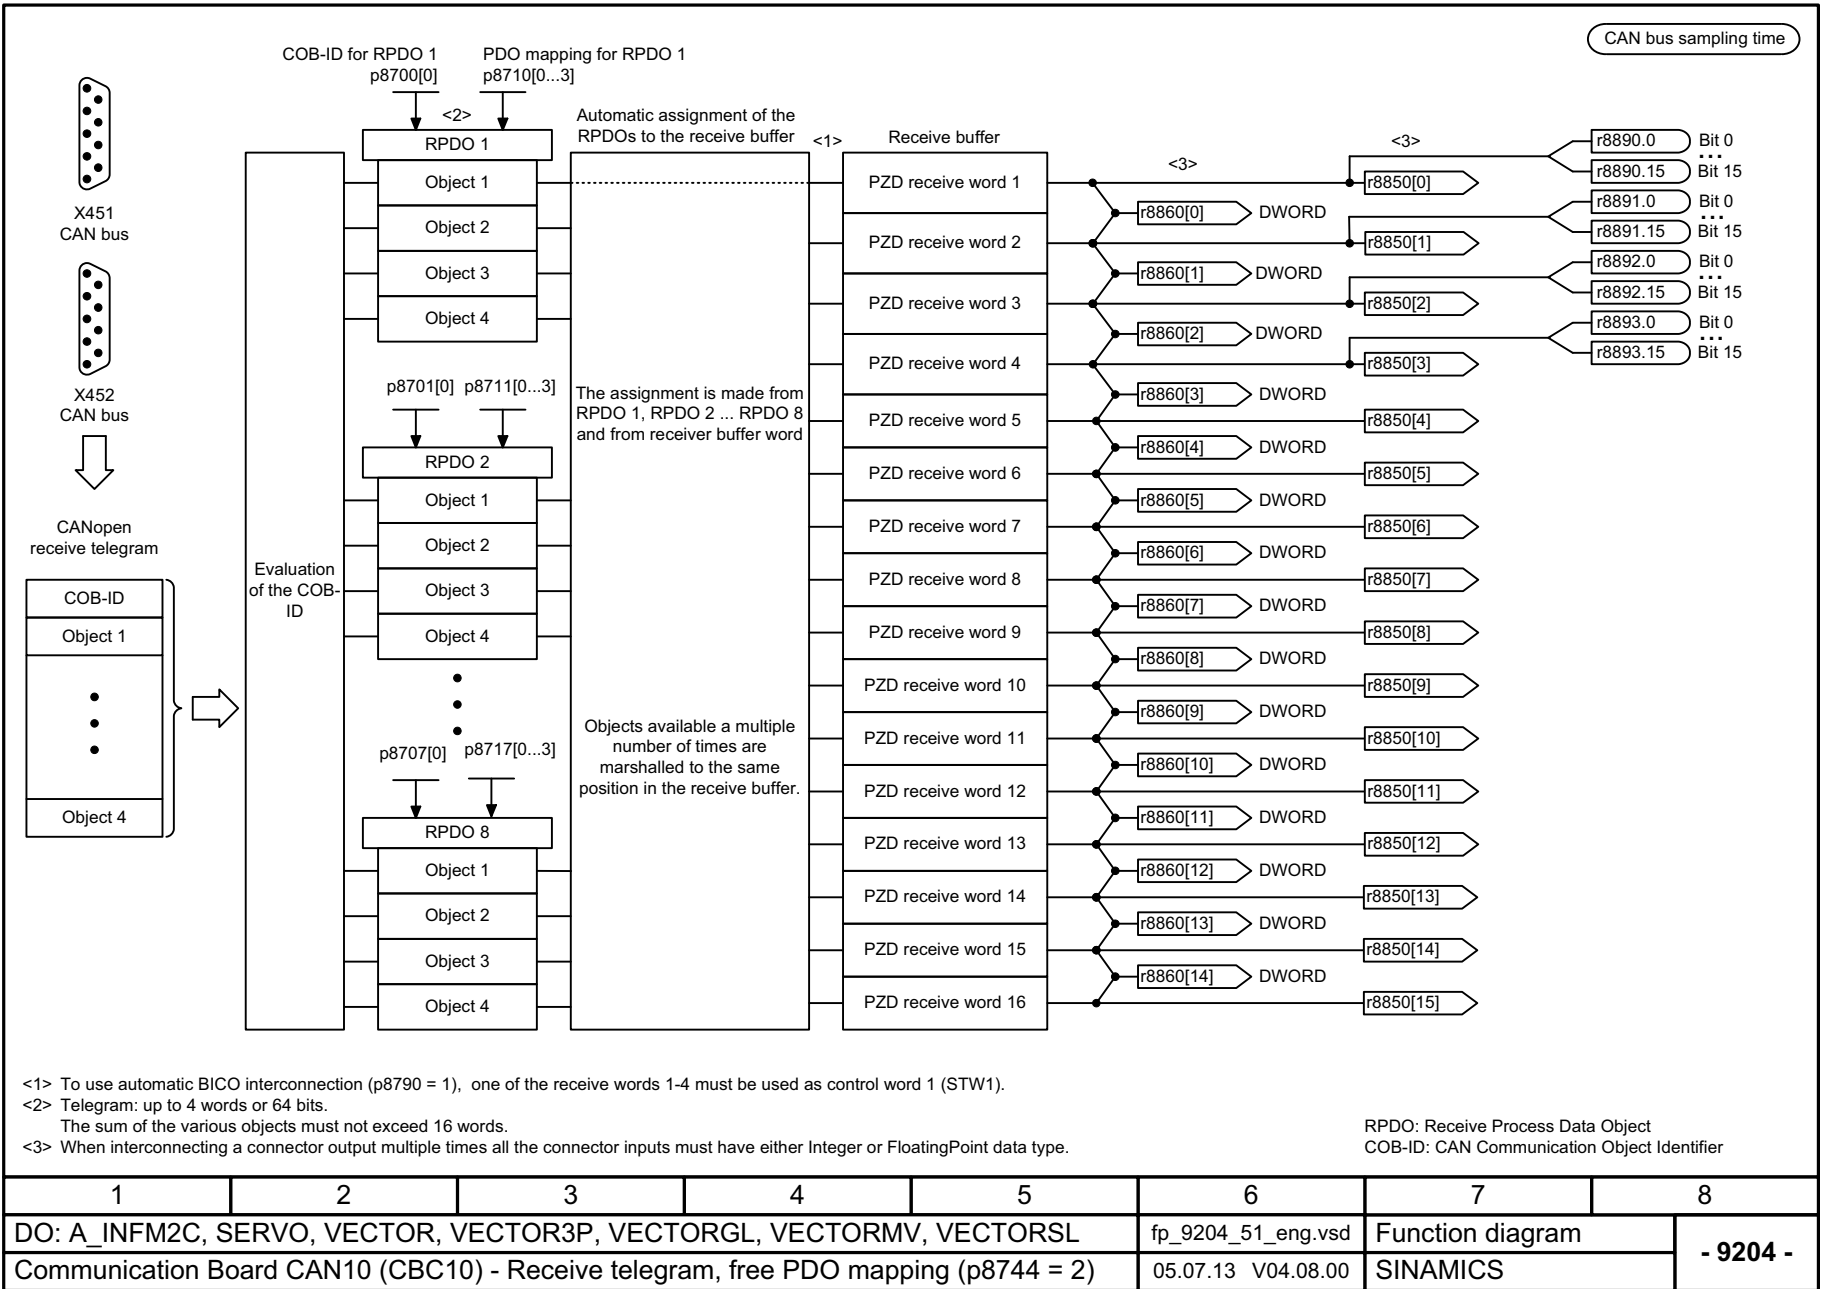 CAN bus sampling time
COB-ID for RPDO 1
p8700[0]
PDO mapping for RPDO 1
p8710[0...3]
<2>
Automatic assignment of the
RPDOs to the receive buffer
<1>
Receive buffer
<3>
<3>
X451
CAN bus
X452
CAN bus
CANopen
receive telegram
COB-ID
Object 1
Object 4
Evaluation
of the COB-
ID
RPDO 1
Object 1
Object 2
Object 3
Object 4
p8701[0]
p8711[0...3]
RPDO 2
Object 1
Object 2
Object 3
Object 4
p8707[0]
p8717[0...3]
RPDO 8
Object 1
Object 2
Object 3
Object 4
The assignment is made from
RPDO 1, RPDO 2 ... RPDO 8
and from receiver buffer word
Objects available a multiple
number of times are
marshalled to the same
position in the receive buffer.
PZD receive word 1
PZD receive word 2
PZD receive word 3
PZD receive word 4
PZD receive word 5
PZD receive word 6
PZD receive word 7
PZD receive word 8
PZD receive word 9
PZD receive word 10
PZD receive word 11
PZD receive word 12
PZD receive word 13
PZD receive word 14
PZD receive word 15
PZD receive word 16
r8860[0] DWORD
r8860[1] DWORD
r8860[2] DWORD
r8860[3] DWORD
r8860[4] DWORD
r8860[5] DWORD
r8860[6] DWORD
r8860[7] DWORD
r8860[8] DWORD
r8860[9] DWORD
r8860[10] DWORD
r8860[11] DWORD
r8860[12] DWORD
r8860[13] DWORD
r8860[14] DWORD
r8850[0]
r8850[1]
r8850[2]
r8850[3]
r8850[4]
r8850[5]
r8850[6]
r8850[7]
r8850[8]
r8850[9]
r8850[10]
r8850[11]
r8850[12]
r8850[13]
r8850[14]
r8850[15]
r8890.0 Bit 0
...
r8890.15 Bit 15
r8891.0 Bit 0
...
r8891.15 Bit 15
r8892.0 Bit 0
...
r8892.15 Bit 15
r8893.0 Bit 0
...
r8893.15 Bit 15
<1> To use automatic BICO interconnection (p8790 = 1), one of the receive words 1-4 must be used as control word 1 (STW1).
<2> Telegram: up to 4 words or 64 bits.
The sum of the various objects must not exceed 16 words.
<3> When interconnecting a connector output multiple times all the connector inputs must have either Integer or FloatingPoint data type.
RPDO: Receive Process Data Object
COB-ID: CAN Communication Object Identifier
1 2 3 4 5 6 7 8
DO: A_INFM2C, SERVO, VECTOR, VECTOR3P, VECTORGL, VECTORMV, VECTORSL
fp_9204_51_eng.vsd
Function diagram
- 9204 -
Communication Board CAN10 (CBC10) - Receive telegram, free PDO mapping (p8744 = 2)
05.07.13 V04.08.00
SINAMICS